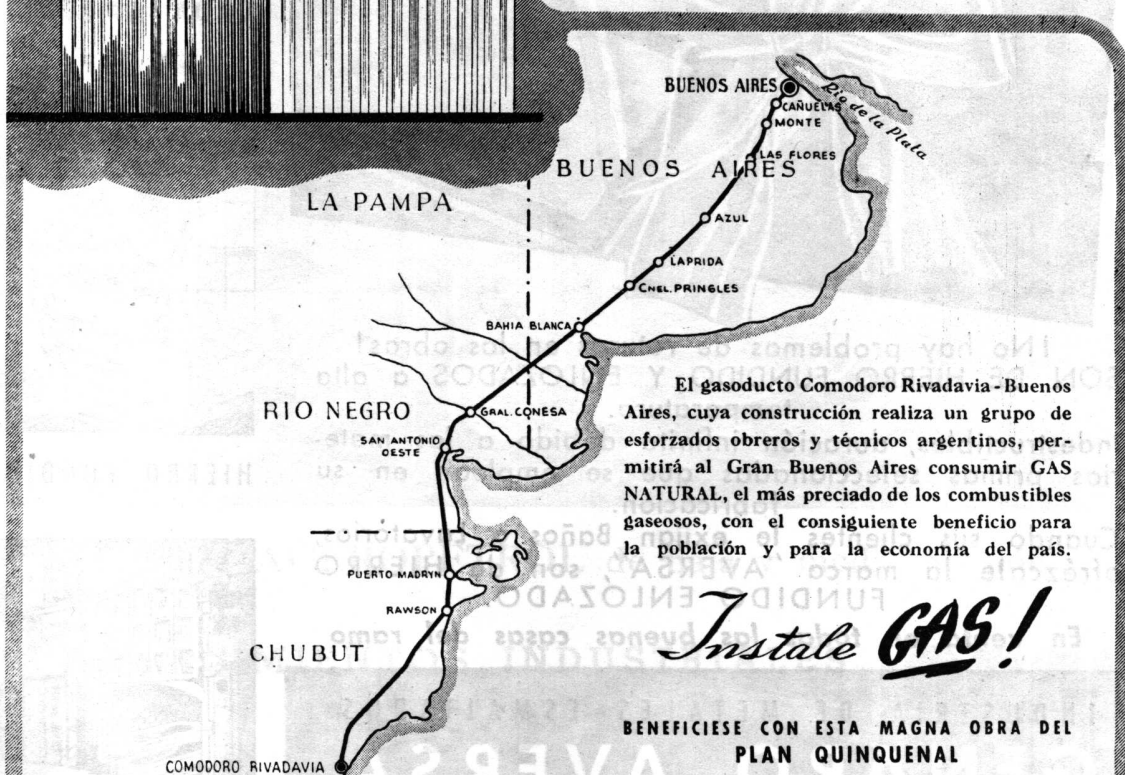 BUENOS AIRES
CAÑUELAS
MONTE
Rio de la Plata
LAS FLORES
BUENOS AIRES
LA PAMPA
AZUL
LAPRIDA
CNEL. PRINGLES
BAHIA BLANCA
RIO NEGRO
GRAL. CONESA
SAN ANTONIO
OESTE
PUERTO MADRYN
RAWSON
CHUBUT
COMODORO RIVADAVIA
El gasoducto Comodoro Rivadavia-Buenos
Aires, cuya construcción realiza un grupo de
esforzados obreros y técnicos argentinos, per-
mitirá al Gran Buenos Aires consumir GAS
NATURAL, el más preciado de los combustibles
gaseosos, con el consiguiente beneficio para
la población y para la economía del país.
Instale GAS!
BENEFICIESE CON ESTA MAGNA OBRA DEL
PLAN QUINQUENAL